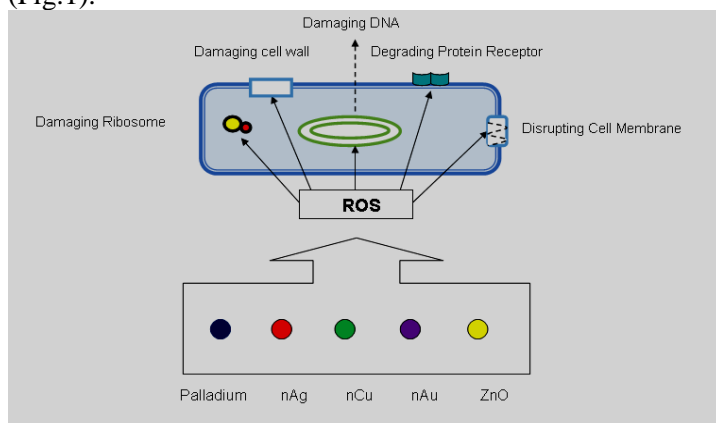 (Fig.1).
Damaging DNA
Damaging cell wall
Degrading Protein Receptor
Damaging Ribosome
Disrupting Cell Membrane
ROS
Palladium nAg nCu nAu ZnO